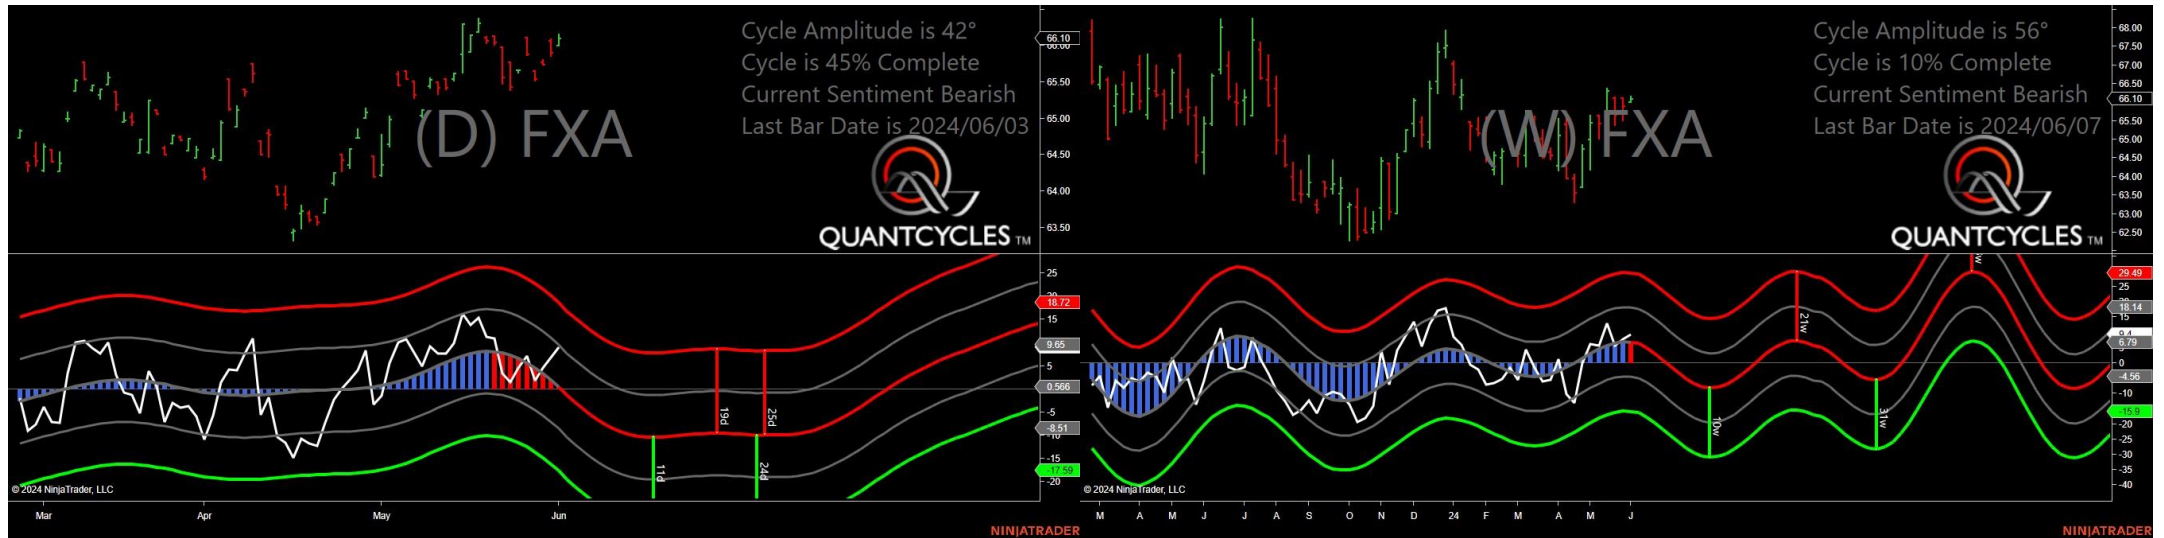 Cycle Amplitude is 42°
Cycle is 45% Complete
Current Sentiment Bearish
Last Bar Date is 2024/06/03
(D) FXA
QUANTCYCLES TM
66.10
66.00
65.50
65.00
64.50
64.00
63.50
25
18.72
15
9.65
5
0.566
-5
-8.51
-10
-15
-17.59
-20
19d
25d
11d
24d
© 2024 NinjaTrader, LLC
Mar Apr May Jun
NINJATRADER
Cycle Amplitude is 56°
Cycle is 10% Complete
Current Sentiment Bearish
Last Bar Date is 2024/06/07
(W) FXA
QUANTCYCLES TM
68.00
67.50
67.00
66.50
66.10
65.50
65.00
64.50
64.00
63.50
63.00
62.50
29.49
25
18.14
15
9.4
6.79
0
-4.56
-10
-15.9
-20
-25
-30
-35
-40
21w
10w
31w
© 2024 NinjaTrader, LLC
M A M J J A S O N D 24 F M A M J
NINJATRADER